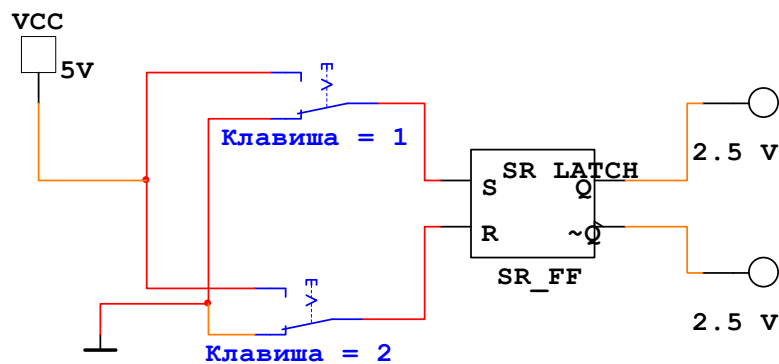 VCC
5V
Клавиша = 1
2.5 V
SR LATCH
S
Q
R
~Q
SR_FF
2.5 V
Клавиша = 2